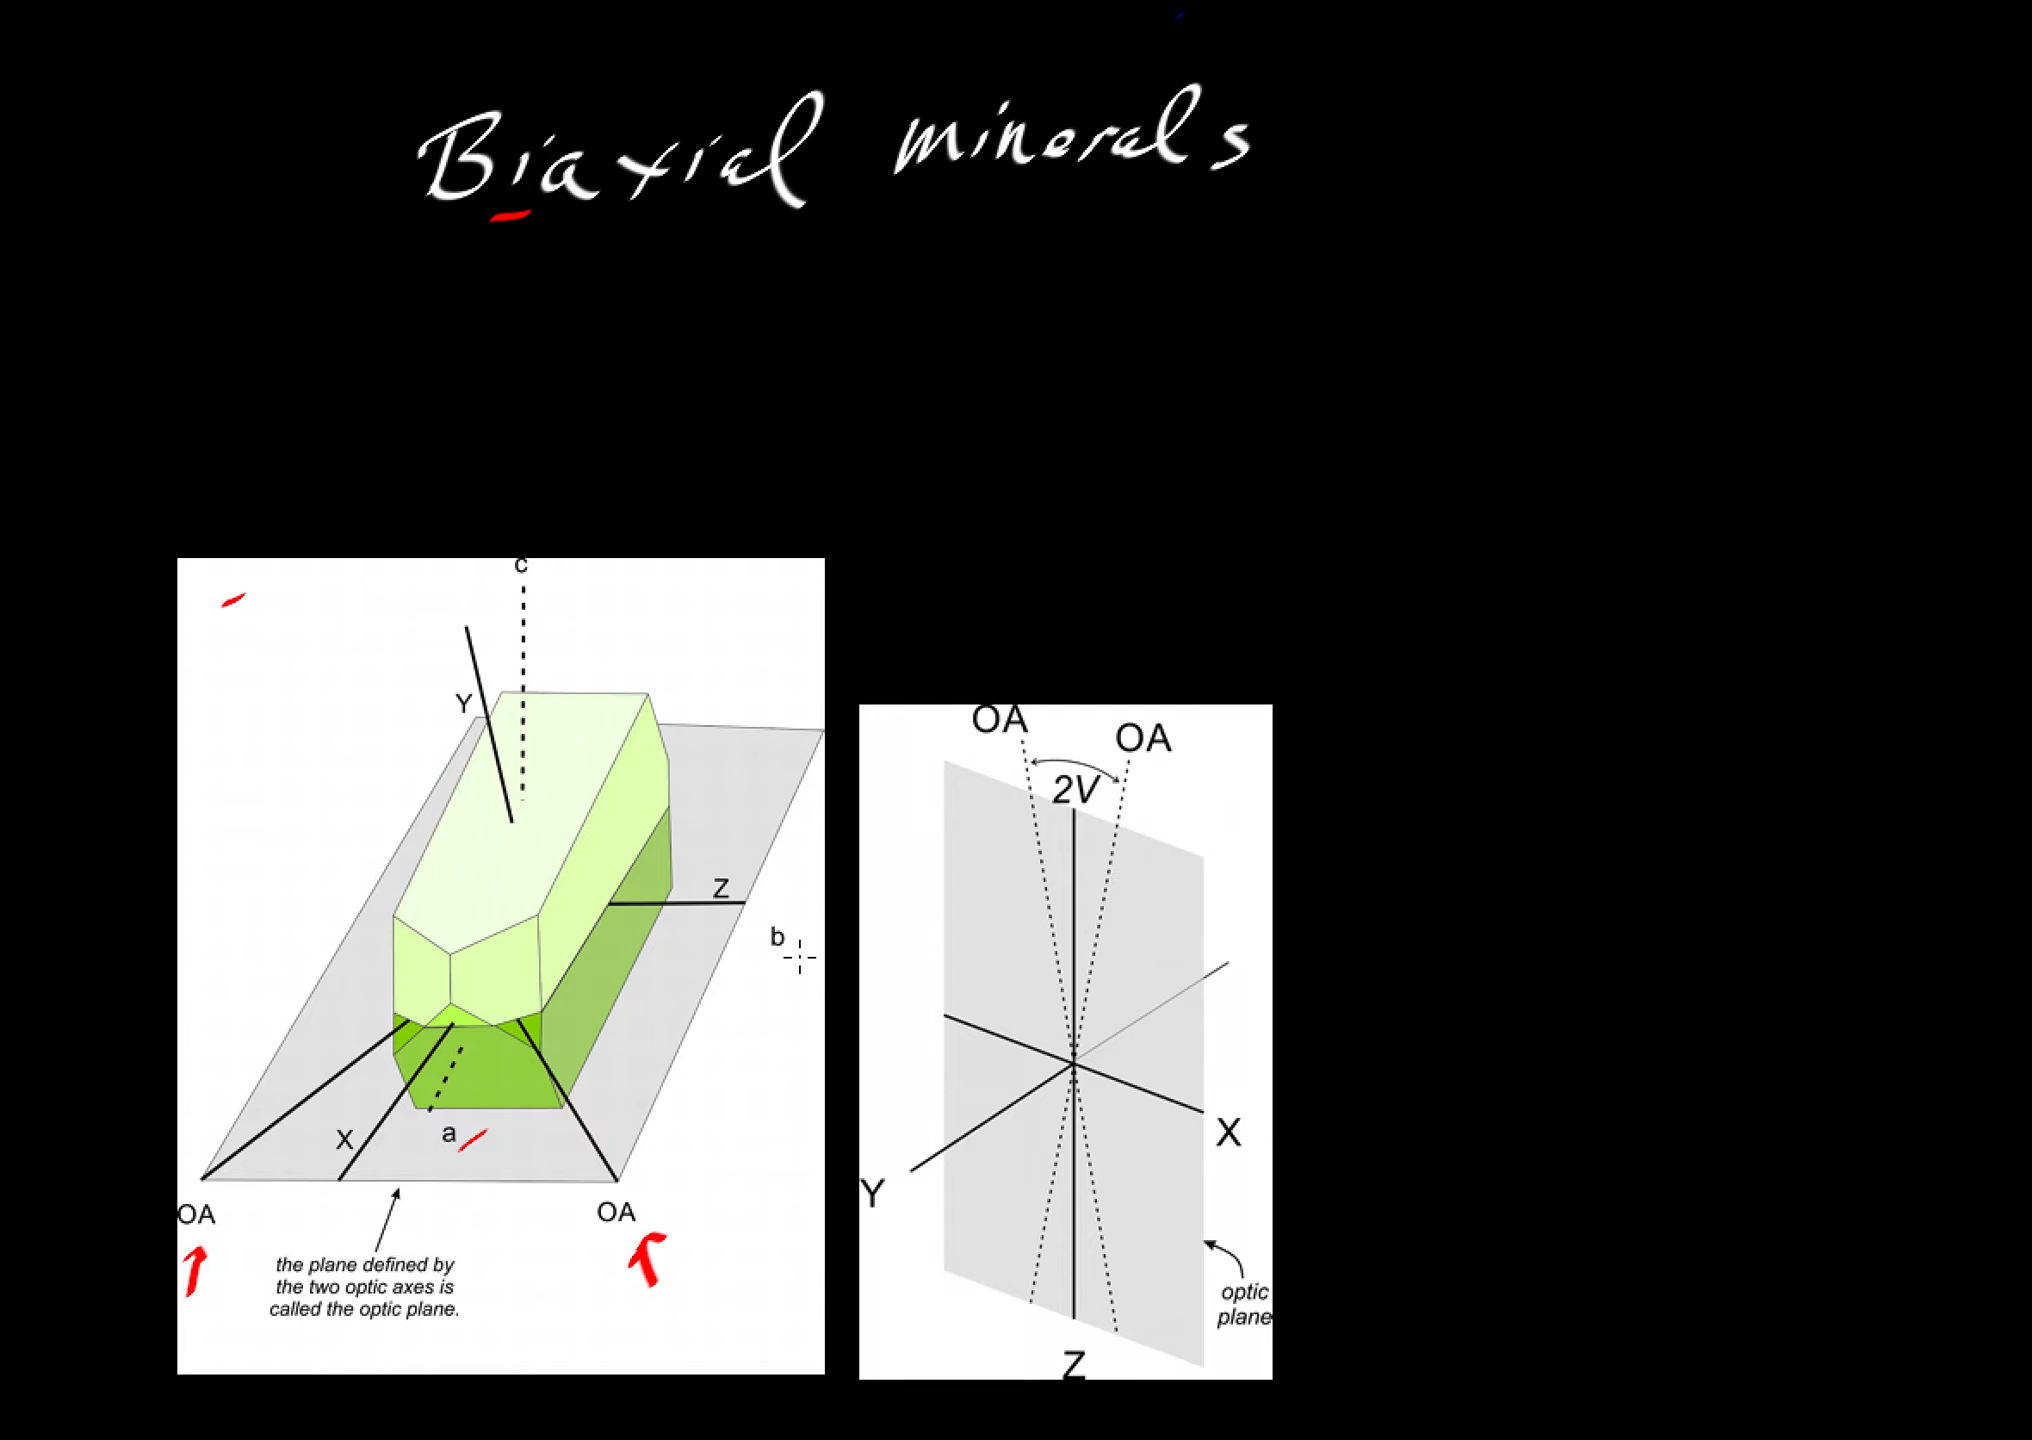 Biaxial minerals
c
Y
Z
b
X
a
OA
OA
the plane defined by
the two optic axes is
called the optic plane.
OA
OA
2V
X
Y
optic
plane
Z